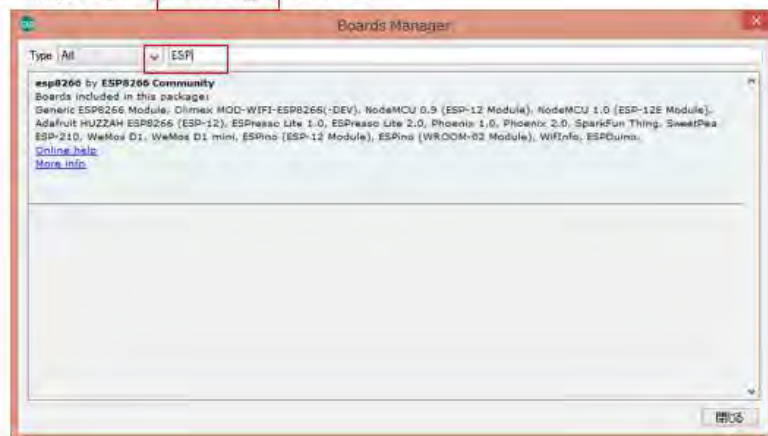 Boards Manager
Type All ESP
esp8266 by ESP8266 Community
Boards included in this package:
Generic ESP8266 Module, Olimex MOD-WIFI-ESP8266(-DEV), NodeMCU 0.9 (ESP-12 Module), NodeMCU 1.0 (ESP-12E Module),
Adafruit HUZZAH ESP8266 (ESP-12), ESPresso Lite 1.0, ESPresso Lite 2.0, Phoenix 1.0, Phoenix 2.0, SparkFun Thing, SweetPea
ESP-210, WeMos D1, WeMos D1 mini, ESPino (ESP-12 Module), ESPino (WROOM-02 Module), WifInfo, ESPDuino.
Online help
More info
閉じる